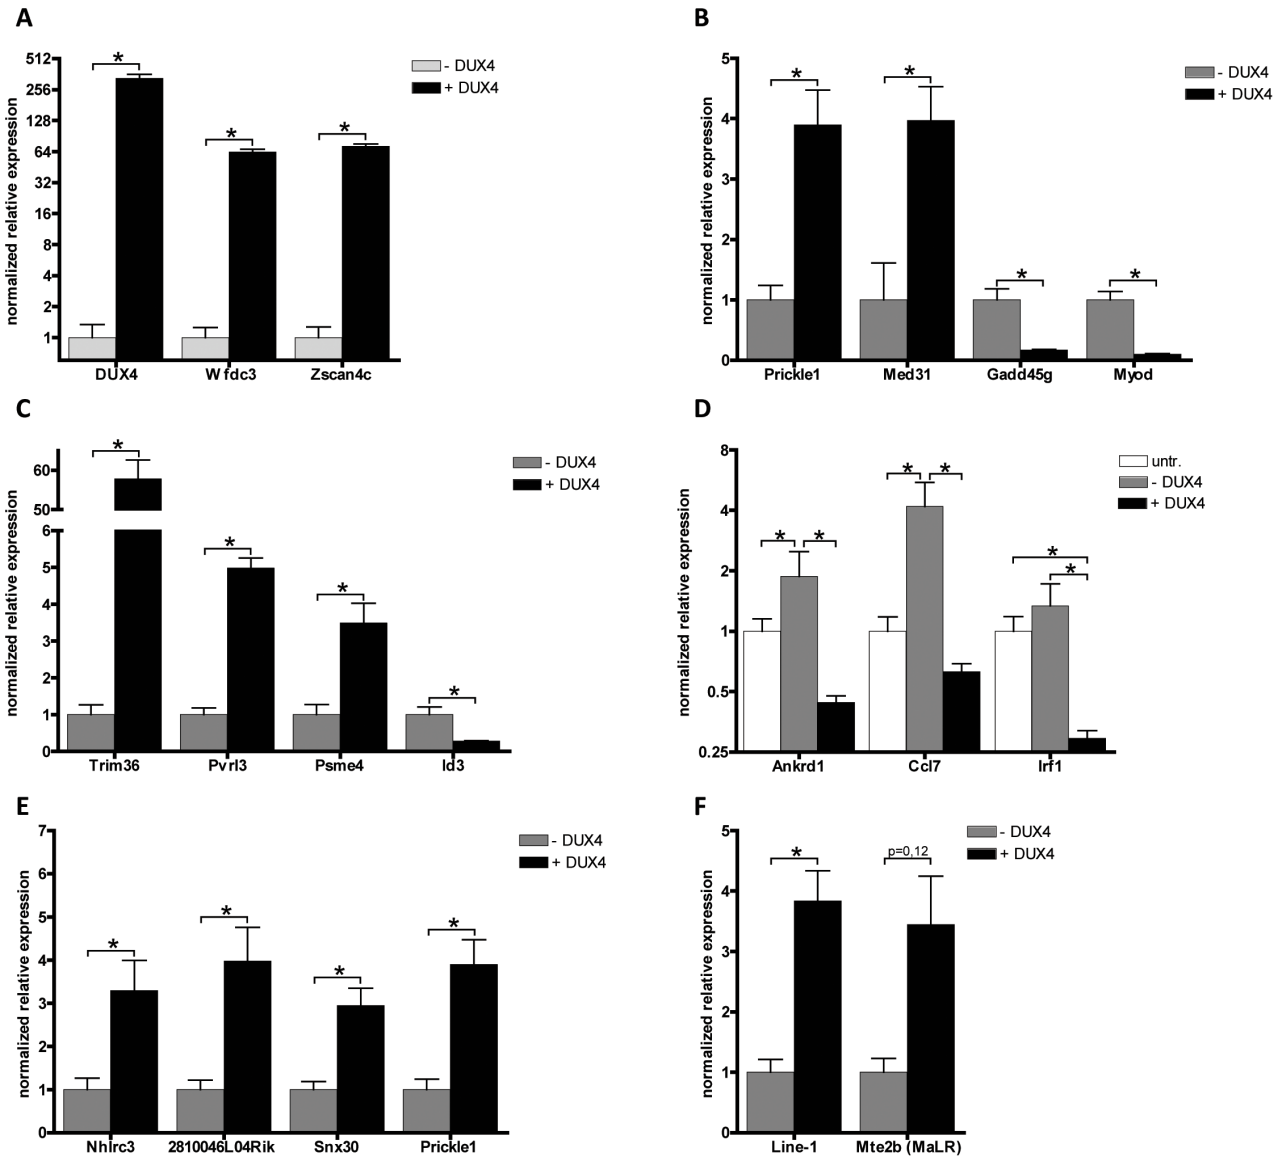 A
normalized relative expression
512
256
128
64
32
16
8
4
2
1
*
*
*
- DUX4
+ DUX4
DUX4 Wfdc3 Zscan4c
B
normalized relative expression
5
4
3
2
1
0
*
*
*
*
- DUX4
+ DUX4
Prickle1 Med31 Gadd45g Myod
C
normalized relative expression
60
50
6
5
4
3
2
1
0
*
*
*
*
- DUX4
+ DUX4
Trim36 Pvrl3 Psme4 Id3
D
normalized relative expression
8
4
2
1
0.5
0.25
* *
* *
*
*
untr.
- DUX4
+ DUX4
Ankrd1 Ccl7 Irf1
E
normalized relative expression
7
6
5
4
3
2
1
0
*
*
*
*
- DUX4
+ DUX4
Nhlrc3 2810046L04Rik Snx30 Prickle1
F
normalized relative expression
5
4
3
2
1
0
*
p=0,12
- DUX4
+ DUX4
Line-1 Mte2b (MaLR)